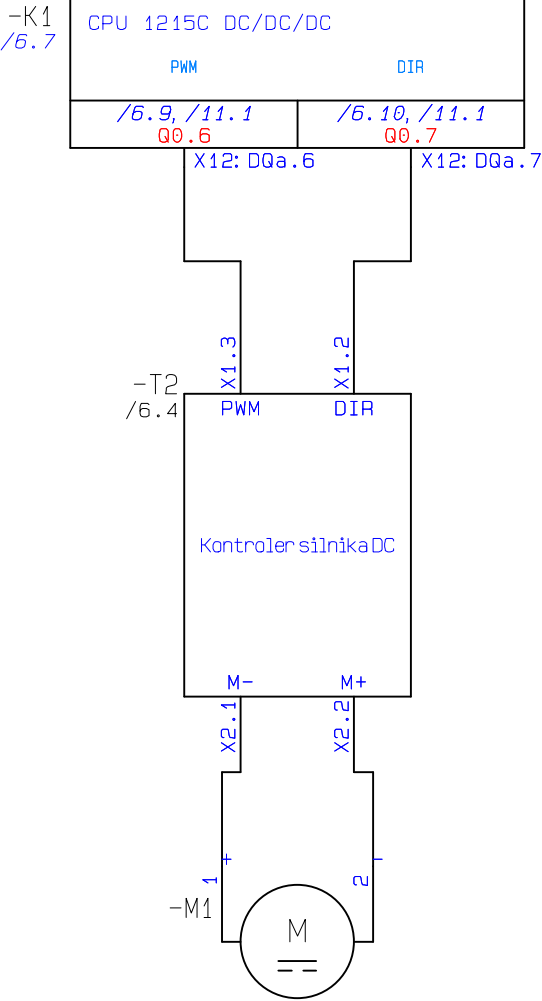 -K1
/6.7
CPU 1215C DC/DC/DC
PWM
DIR
/6.9, /11.1
/6.10, /11.1
Q0.6
Q0.7
X12: DQa.6
X12: DQa.7
X1.3
X1.2
-T2
/6.4
PWM
DIR
Kontroler silnika DC
M-
M+
X2.1
X2.2
+
-
1
2
-M1
M